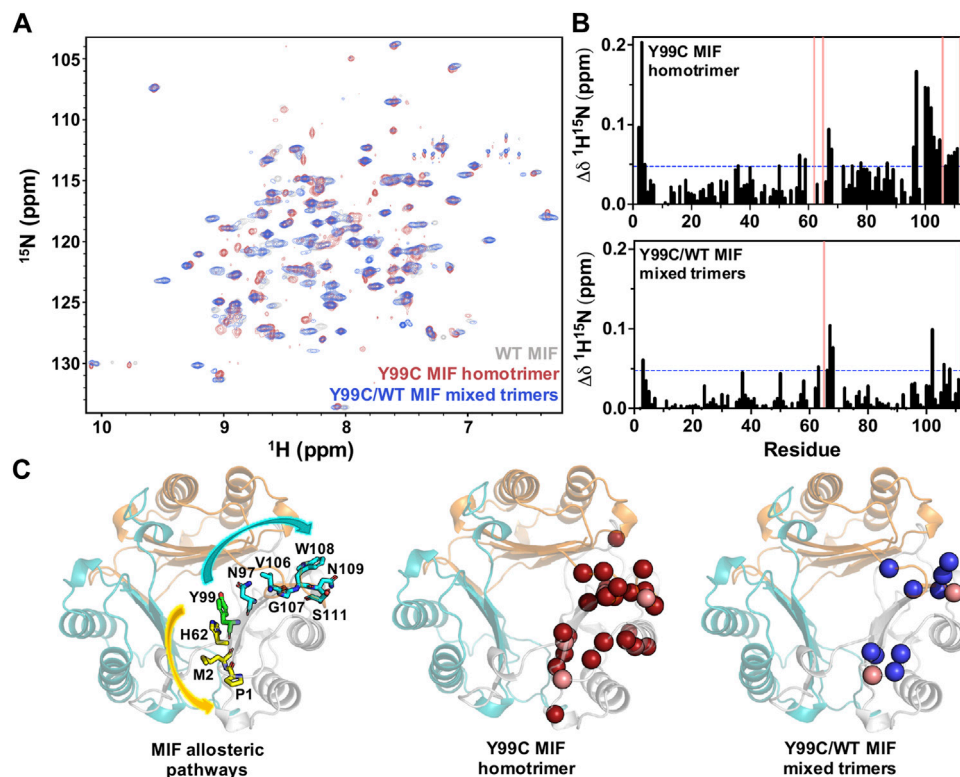 A
105
110
115
120
125
130
¹⁵N (ppm)
WT MIF
Y99C MIF homotrimer
Y99C/WT MIF mixed trimers
10 9 8 7
¹H (ppm)
B
0.2
0.1
0.0
Δδ ¹H¹⁵N (ppm)
Y99C MIF
homotrimer
0.2
0.1
0.0
Δδ ¹H¹⁵N (ppm)
Y99C/WT MIF
mixed trimers
0 20 40 60 80 100
Residue
C
W108
V106
N109
N97
Y99
G107
S111
H62
M2
P1
MIF allosteric
pathways
Y99C MIF
homotrimer
Y99C/WT MIF
mixed trimers